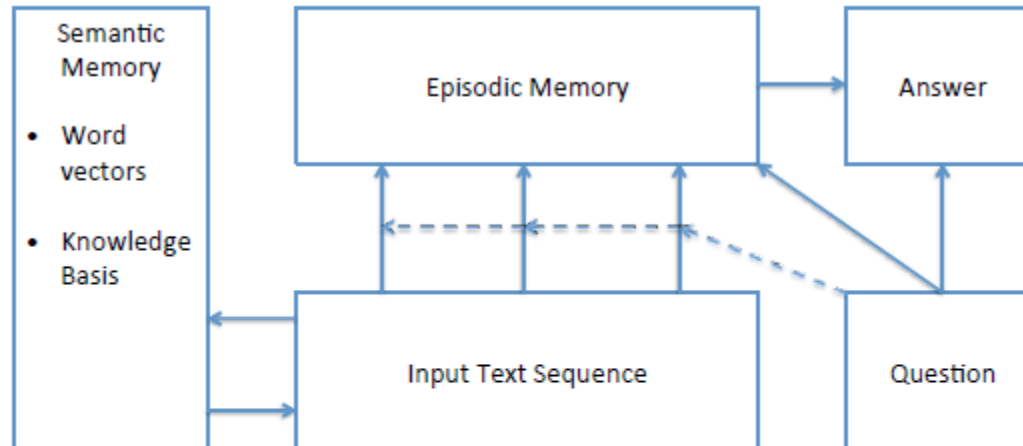 Semantic
Memory
• Word
vectors
• Knowledge
Basis
Episodic Memory
Answer
Input Text Sequence
Question